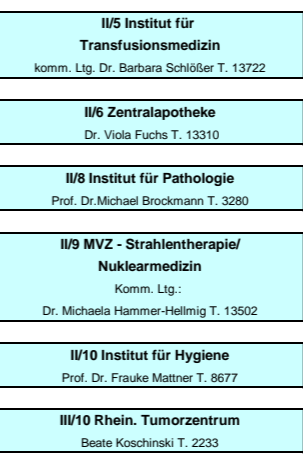 II/5 Institut für
Transfusionsmedizin
komm. Ltg. Dr. Barbara Schlößer T. 13722
II/6 Zentralapotheke
Dr. Viola Fuchs T. 13310
II/8 Institut für Pathologie
Prof. Dr.Michael Brockmann T. 3280
II/9 MVZ - Strahlentherapie/
Nuklearmedizin
Komm. Ltg.:
Dr. Michaela Hammer-Hellmig T. 13502
II/10 Institut für Hygiene
Prof. Dr. Frauke Mattner T. 8677
III/10 Rhein. Tumorzentrum
Beate Koschinski T. 2233